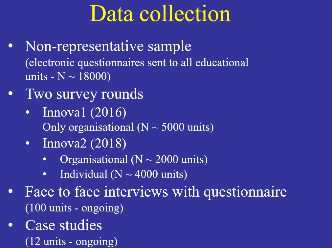 Data collection
• Non-representative sample
(electronic questionnaires sent to all educational
units - N ~ 18000)
• Two survey rounds
• Innova1 (2016)
Only organisational (N ~ 5000 units)
• Innova2 (2018)
• Organisational (N ~ 2000 units)
• Individual (N ~ 4000 units)
• Face to face interviews with questionnaire
(100 units - ongoing)
• Case studies
(12 units - ongoing)